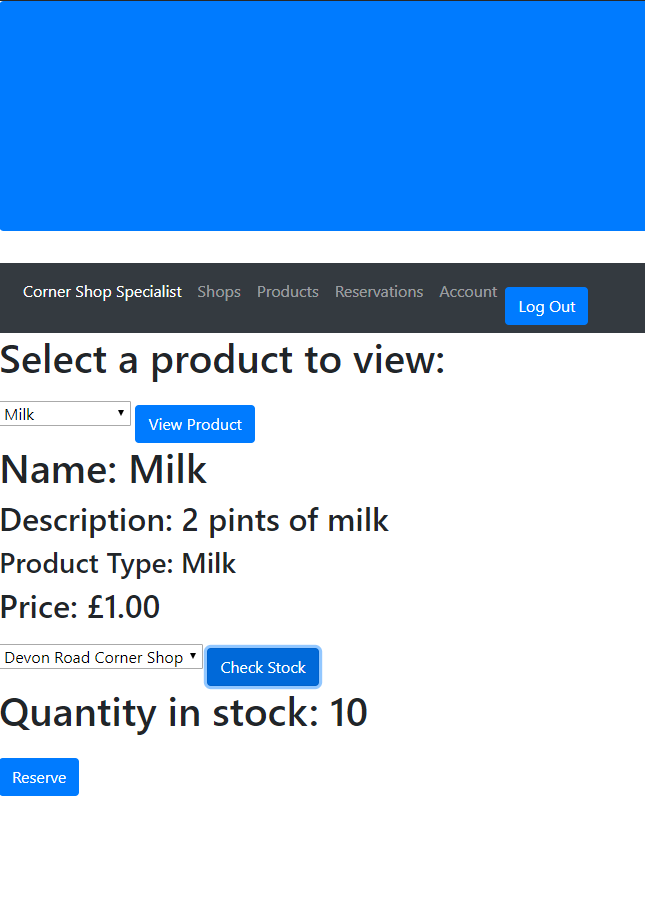 Corner Shop Specialist Shops Products Reservations Account Log Out
Select a product to view:
Milk View Product
Name: Milk
Description: 2 pints of milk
Product Type: Milk
Price: £1.00
Devon Road Corner Shop Check Stock
Quantity in stock: 10
Reserve